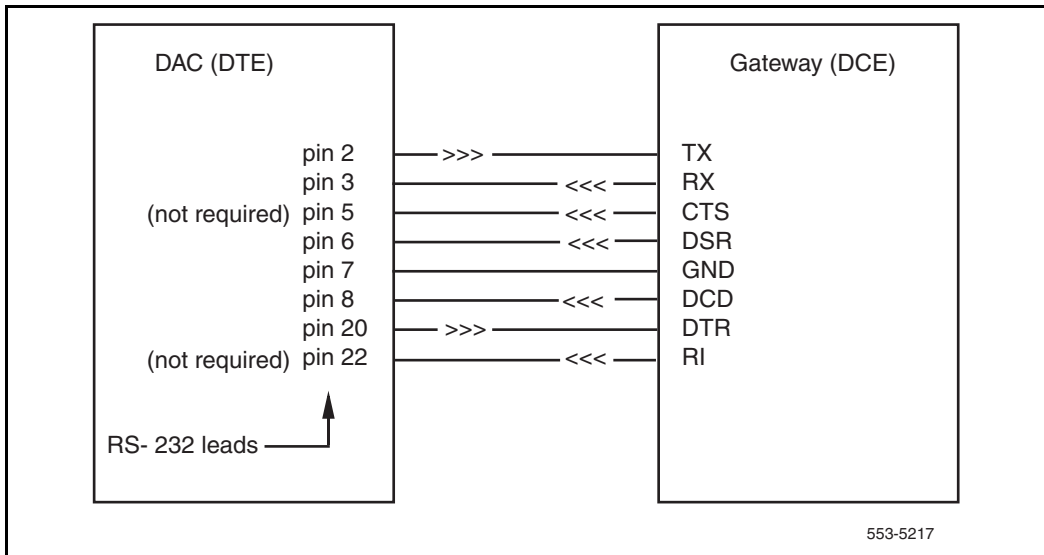 DAC (DTE) Gateway (DCE)
pin 2 >>> TX
pin 3 <<< RX
(not required) pin 5 <<< CTS
pin 6 <<< DSR
pin 7 GND
pin 8 <<< DCD
pin 20 >>> DTR
(not required) pin 22 <<< RI
RS- 232 leads
553-5217